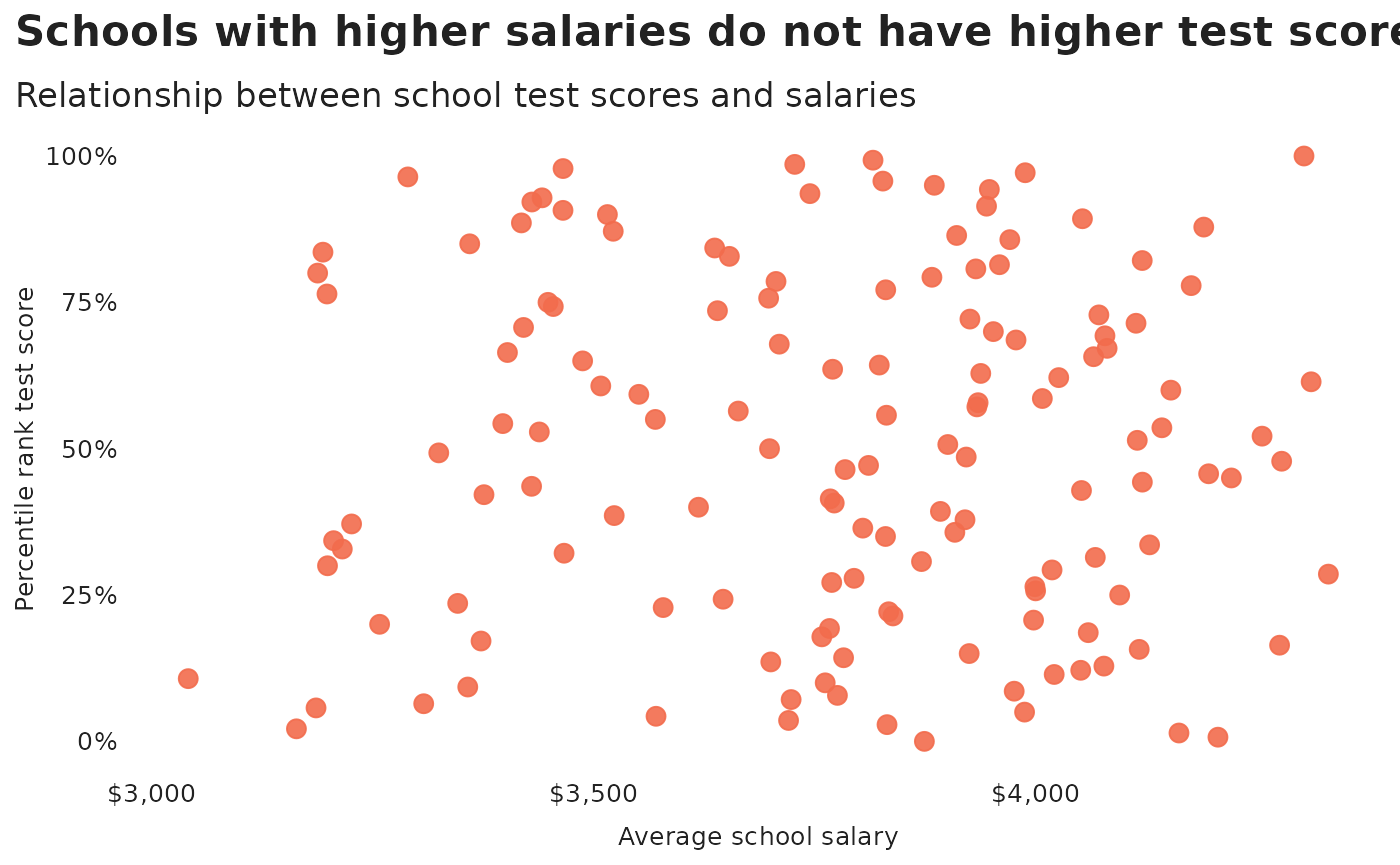 Schools with higher salaries do not have higher test score
Relationship between school test scores and salaries
Percentile rank test score
100%
75%
50%
25%
0%
$3,000 $3,500 $4,000
Average school salary